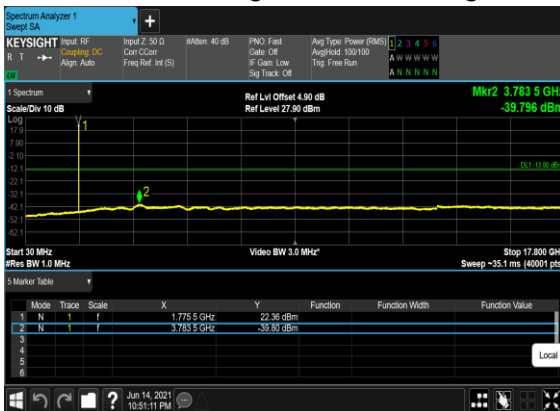 Spectrum Analyzer 1
Swept SA
KEYSIGHT
R T
LV
Input: RF
Coupling: DC
Align: Auto
Input Z: 50 Ω
Corr CCorr
Freq Ref: Int (S)
#Atten: 40 dB
PNO: Fast
Gate: Off
IF Gain: Low
Sig Track: Off
Avg Type: Power (RMS)
Avg|Hold: 100/100
Trig: Free Run
1 2 3 4 5 6
A W W W W W
A N N N N N
1 Spectrum
Scale/Div 10 dB
Ref Lvl Offset 4.90 dB
Ref Level 27.90 dBm
Mkr2 3.783 5 GHz
-39.796 dBm
Log
17.9
7.90
-2.10
-12.1
-22.1
-32.1
-42.1
-52.1
-62.1
1
2
DL1 -13.00 dBm
Start 30 MHz
#Res BW 1.0 MHz
Video BW 3.0 MHz*
Stop 17.800 GHz
Sweep ~35.1 ms (40001 pts)
5 Marker Table
Mode Trace Scale X Y Function Function Width Function Value
1 N 1 f 1.775 5 GHz 22.36 dBm
2 N 1 f 3.783 5 GHz -39.80 dBm
3
4
5
6
Local
?
Jun 14, 2021
10:51:11 PM